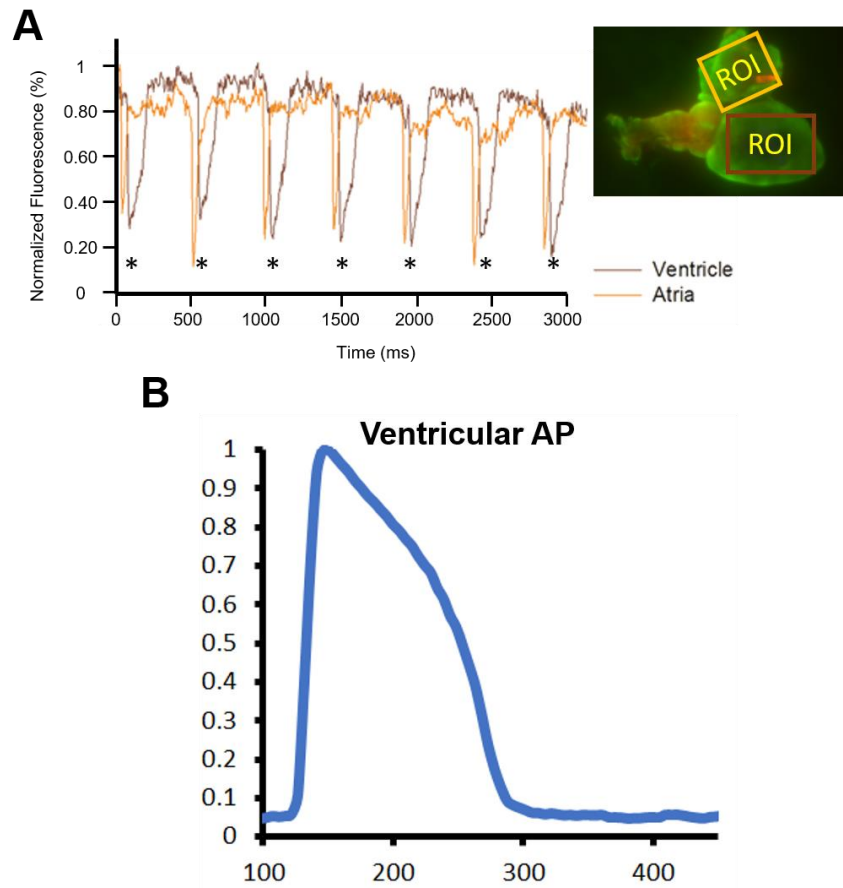 A
Normalized Fluorescence (%)
1
0.80
0.60
0.40
0.20
0
* * * * * * *
0 500 1000 1500 2000 2500 3000
Time (ms)
ROI
ROI
Ventricle
Atria
B
Ventricular AP
1
0.9
0.8
0.7
0.6
0.5
0.4
0.3
0.2
0.1
0
100 200 300 400